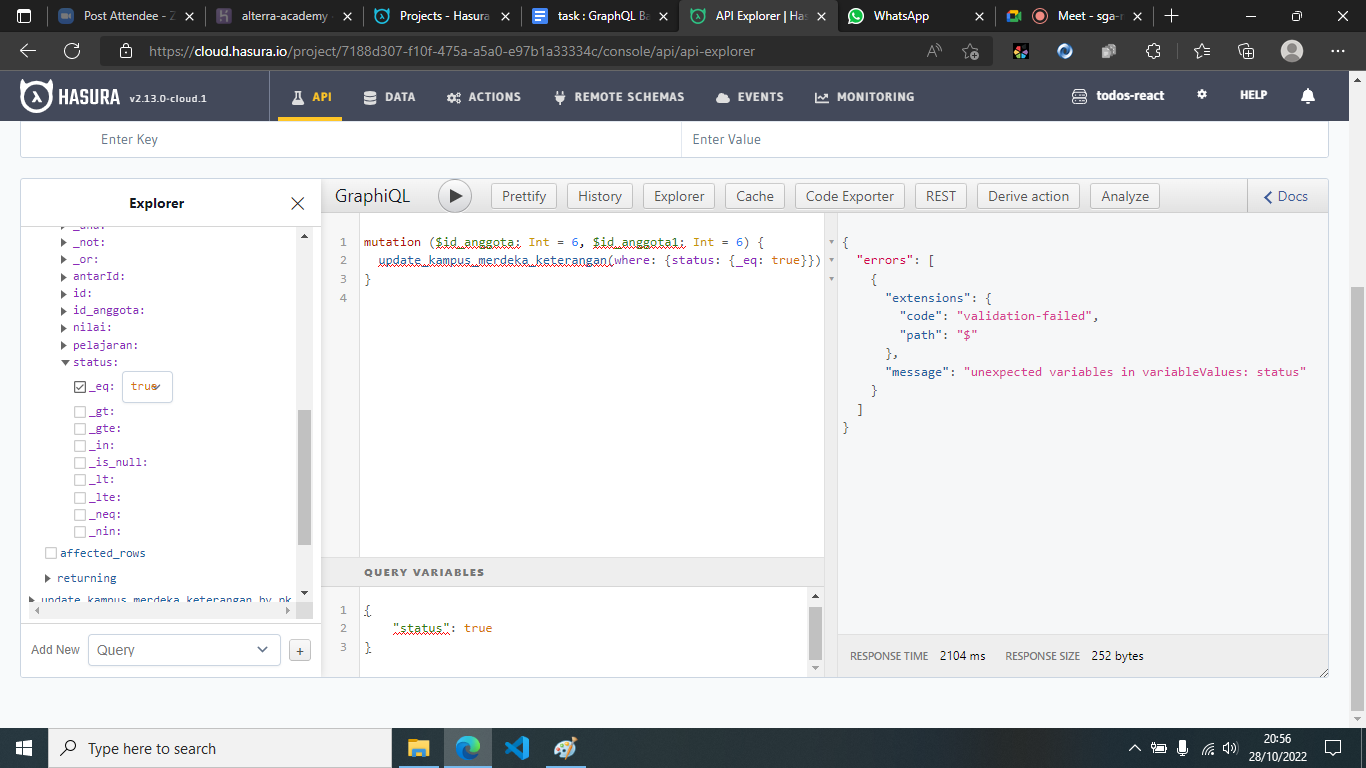 Post Attendee - Z
alterra-academy
Projects - Hasura
task : GraphQL Ba
API Explorer | Has
WhatsApp
Meet - sga-r
https://cloud.hasura.io/project/7188d307-f10f-475a-a5a0-e97b1a33334c/console/api/api-explorer
HASURA v2.13.0-cloud.1
API
DATA
ACTIONS
REMOTE SCHEMAS
EVENTS
MONITORING
todos-react
HELP
Enter Key
Enter Value
Explorer
GraphiQL
Prettify
History
Explorer
Cache
Code Exporter
REST
Derive action
Analyze
Docs
_and:
_not:
_or:
antarId:
id:
id_anggota:
nilai:
pelajaran:
status:
_eq: true
_gt:
_gte:
_in:
_is_null:
_lt:
_lte:
_neq:
_nin:
affected_rows
returning
update_kampus_merdeka_keterangan_by_pk
Add New Query +
1 mutation ($id_anggota: Int = 6, $id_anggota1: Int = 6) {
2 update_kampus_merdeka_keterangan(where: {status: {_eq: true}})
3 }
4
QUERY VARIABLES
1 {
2 "status": true
3 }
{
"errors": [
{
"extensions": {
"code": "validation-failed",
"path": "$"
},
"message": "unexpected variables in variableValues: status"
}
]
}
RESPONSE TIME 2104 ms RESPONSE SIZE 252 bytes
Type here to search
20:56
28/10/2022